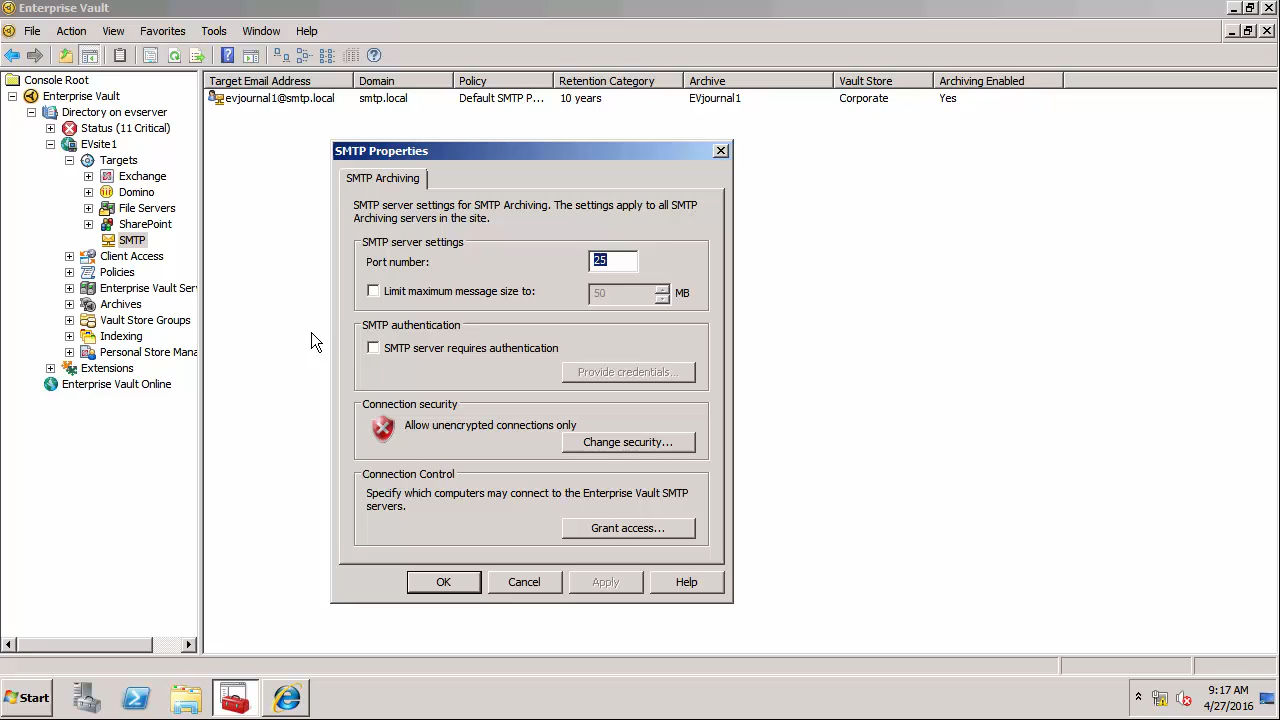 Enterprise Vault
File Action View Favorites Tools Window Help
Console Root
Enterprise Vault
Directory on evserver
Status (11 Critical)
EVsite1
Targets
Exchange
Domino
File Servers
SharePoint
SMTP
Client Access
Policies
Enterprise Vault Ser
Archives
Vault Store Groups
Indexing
Personal Store Mana
Extensions
Enterprise Vault Online
Target Email Address Domain Policy Retention Category Archive Vault Store Archiving Enabled
evjournal1@smtp.local smtp.local Default SMTP P... 10 years EVjournal1 Corporate Yes
SMTP Properties
SMTP Archiving
SMTP server settings for SMTP Archiving. The settings apply to all SMTP
Archiving servers in the site.
SMTP server settings
Port number: 25
Limit maximum message size to: 50 MB
SMTP authentication
SMTP server requires authentication
Provide credentials...
Connection security
Allow unencrypted connections only
Change security...
Connection Control
Specify which computers may connect to the Enterprise Vault SMTP
servers.
Grant access...
OK Cancel Apply Help
Start
9:17 AM
4/27/2016